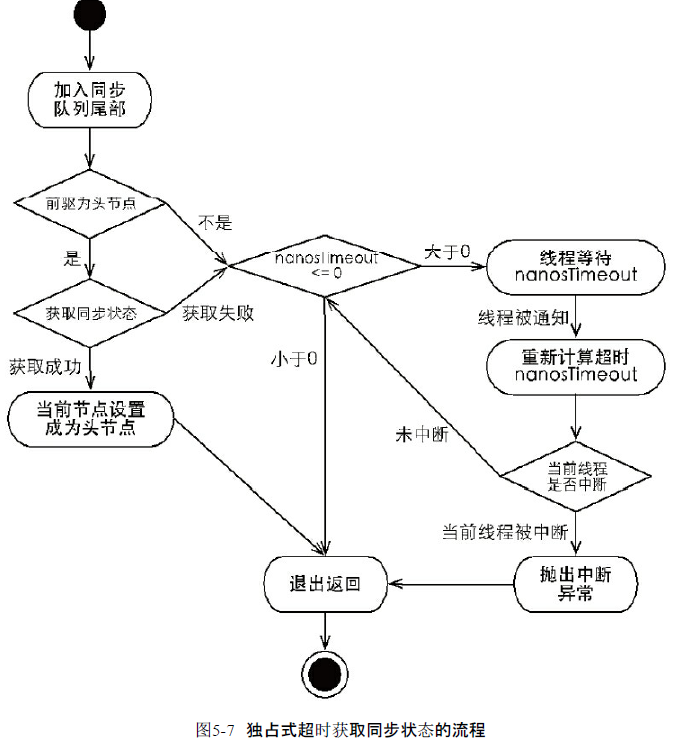 加入同步
队列尾部
前驱为头节点
不是
是
nanosTimeout
<= 0
大于0
线程等待
nanosTimeout
获取同步状态
获取失败
线程被通知
获取成功
小于0
重新计算超时
nanosTimeout
当前节点设置
成为头节点
未中断
当前线程
是否中断
当前线程被中断
退出返回
抛出中断
异常
图5-7 独占式超时获取同步状态的流程